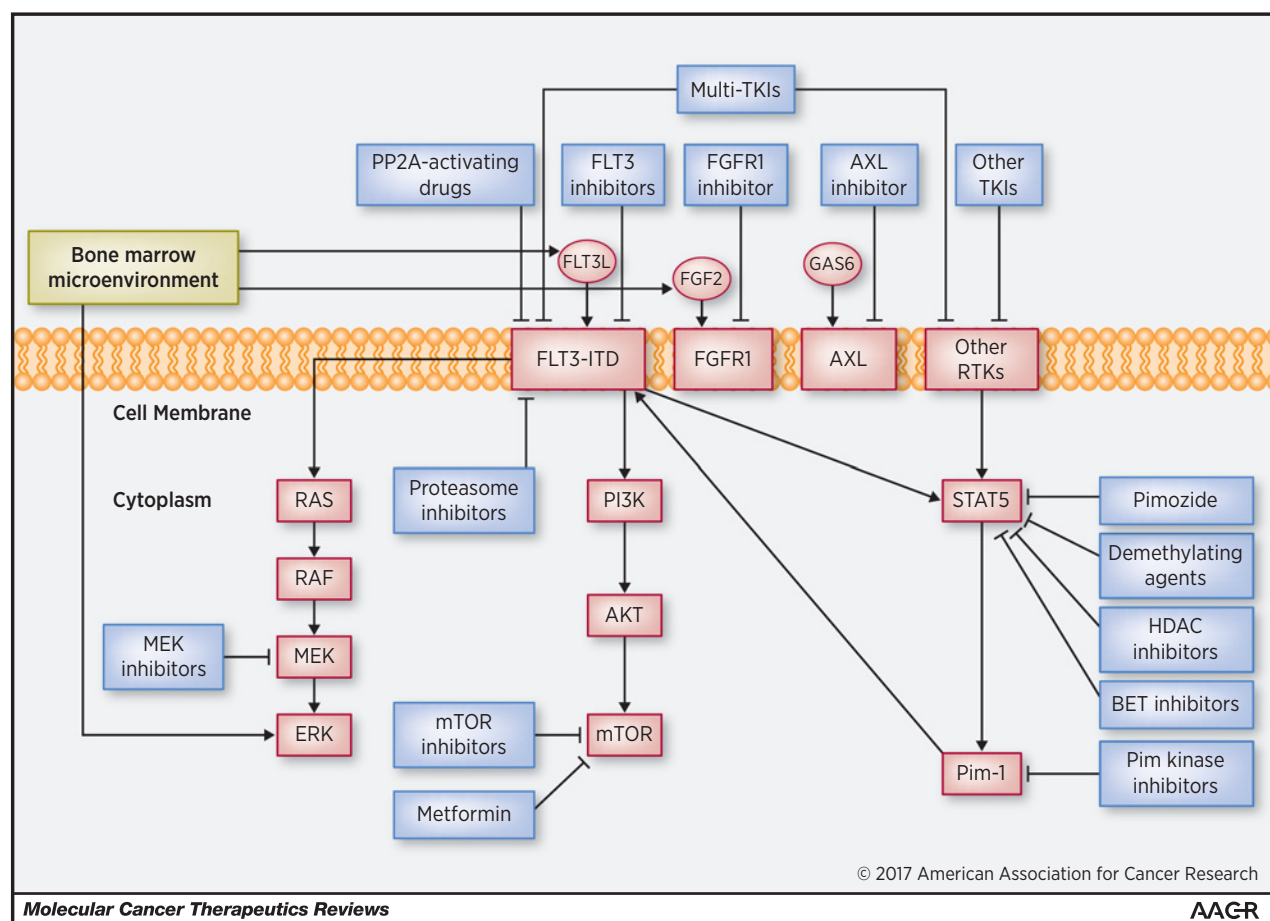 Multi-TKIs
PP2A-activating
drugs
FLT3
inhibitors
FGFR1
inhibitor
AXL
inhibitor
Other
TKIs
Bone marrow
microenvironment
FLT3L
FGF2
GAS6
FLT3-ITD
FGFR1
AXL
Other
RTKs
Cell Membrane
Cytoplasm
RAS
Proteasome
inhibitors
PI3K
STAT5
Pimozide
Demethylating
agents
RAF
AKT
HDAC
inhibitors
MEK
inhibitors
MEK
BET inhibitors
ERK
mTOR
inhibitors
mTOR
Pim-1
Pim kinase
inhibitors
Metformin
© 2017 American Association for Cancer Research
Molecular Cancer Therapeutics Reviews
AACR